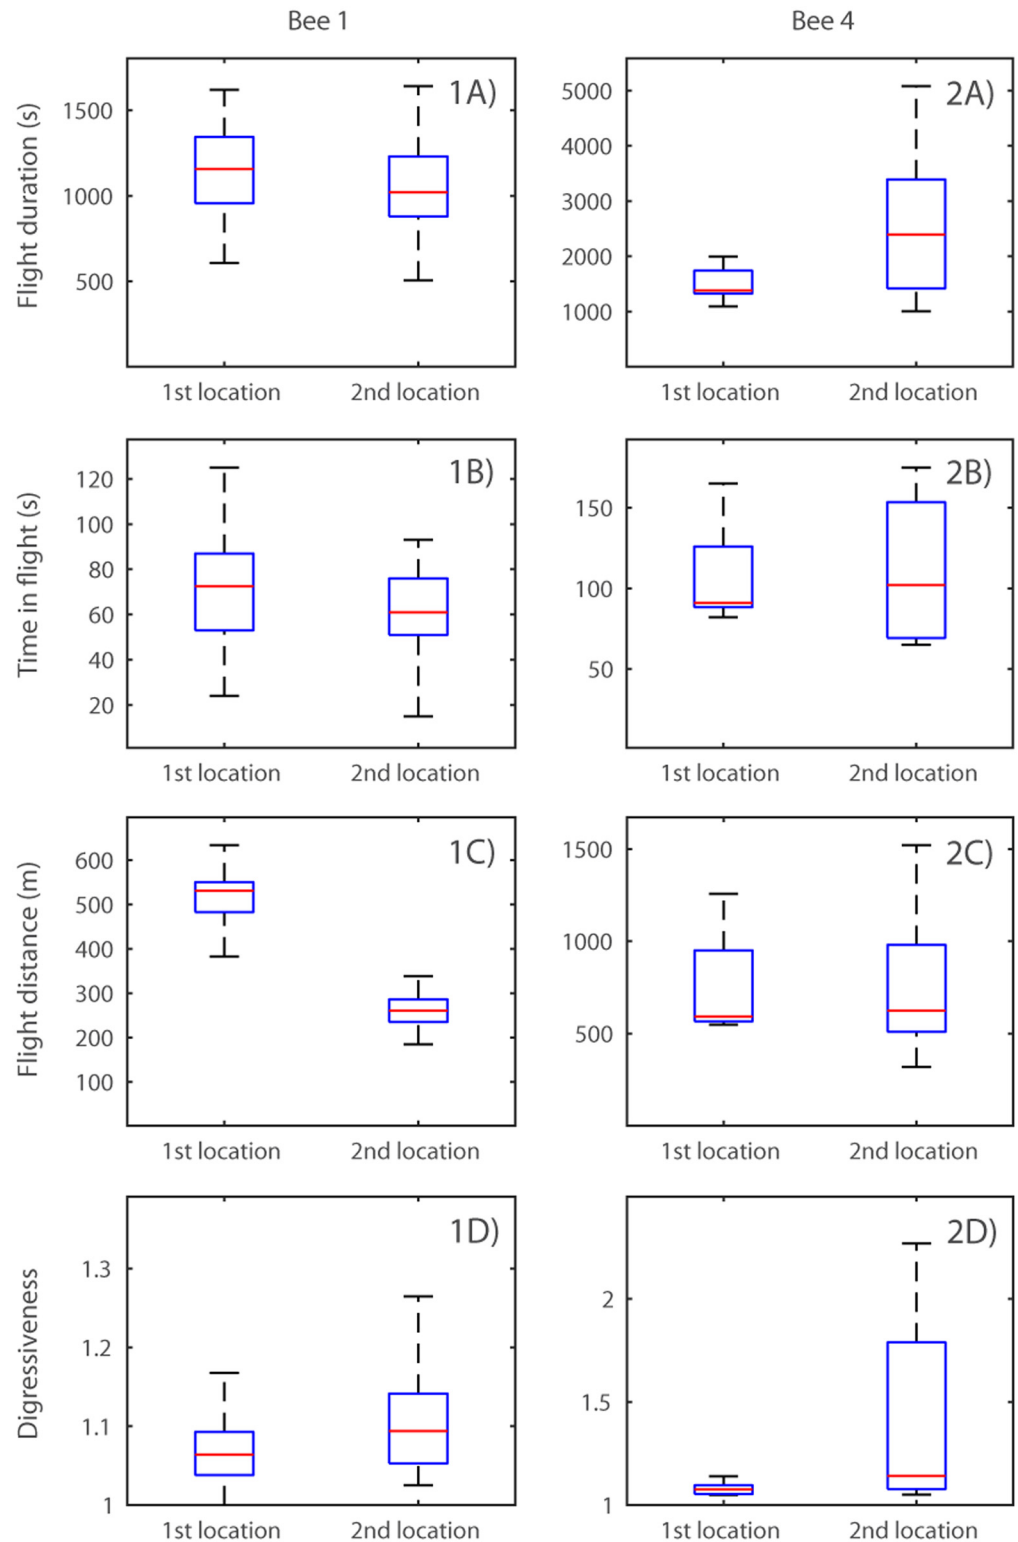 Bee 1
Bee 4
Flight duration (s)
1A)
1500
1000
500
1st location 2nd location
2A)
5000
4000
3000
2000
1000
1st location 2nd location
Time in flight (s)
1B)
120
100
80
60
40
20
1st location 2nd location
2B)
150
100
50
1st location 2nd location
Flight distance (m)
1C)
600
500
400
300
200
100
1st location 2nd location
2C)
1500
1000
500
1st location 2nd location
Digressiveness
1D)
1.3
1.2
1.1
1
1st location 2nd location
2D)
2
1.5
1
1st location 2nd location